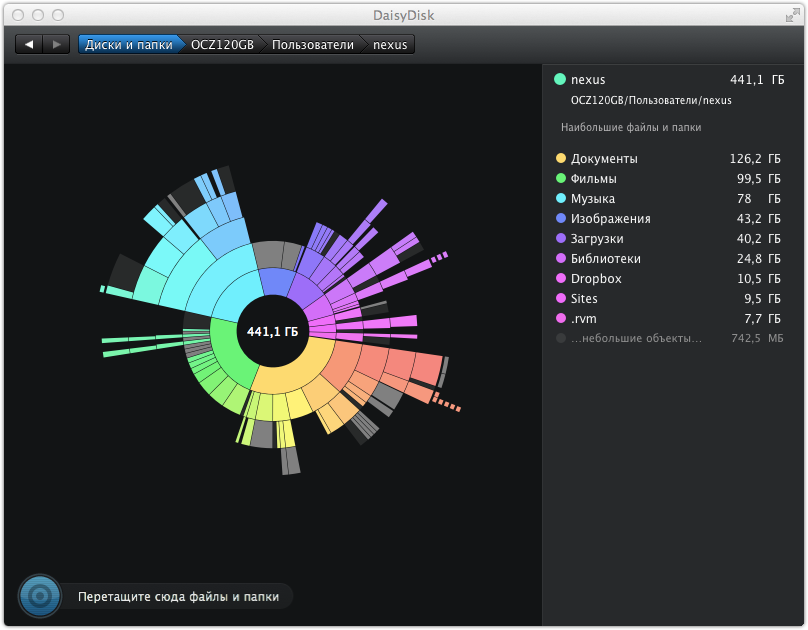 DaisyDisk
Диски и папки OCZ120GB Пользователи nexus
nexus 441,1 ГБ
OCZ120GB/Пользователи/nexus
Наибольшие файлы и папки
Документы 126,2 ГБ
Фильмы 99,5 ГБ
Музыка 78 ГБ
Изображения 43,2 ГБ
Загрузки 40,2 ГБ
Библиотеки 24,8 ГБ
Dropbox 10,5 ГБ
Sites 9,5 ГБ
.rvm 7,7 ГБ
...небольшие объекты... 742,5 МБ
441,1 ГБ
Перетащите сюда файлы и папки